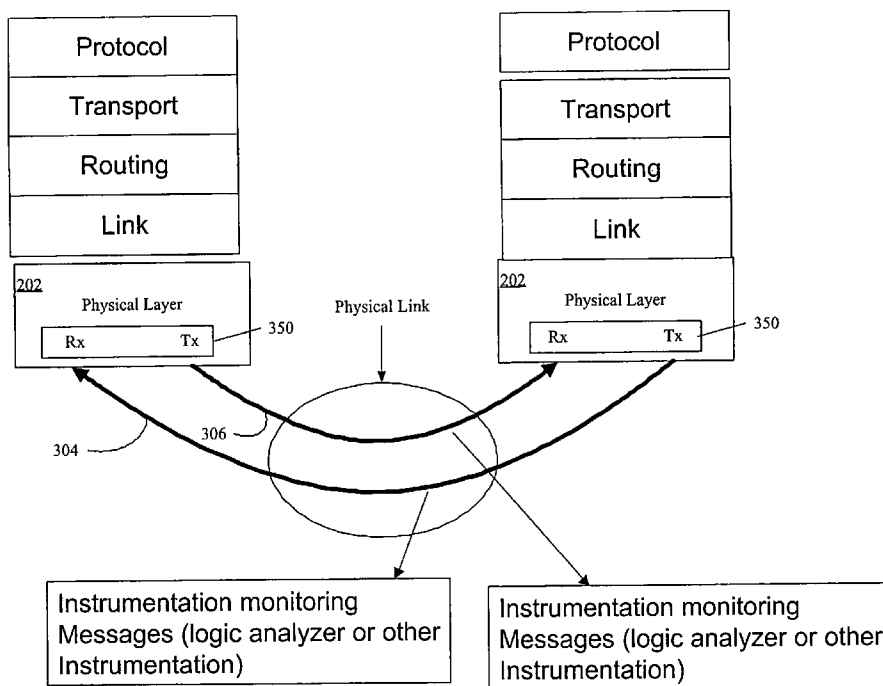 Protocol
Transport
Routing
Link
202
Physical Layer
Rx Tx
350
Protocol
Transport
Routing
Link
202
Physical Layer
Rx Tx
350
Physical Link
304
306
Instrumentation monitoring
Messages (logic analyzer or other
Instrumentation)
Instrumentation monitoring
Messages (logic analyzer or other
Instrumentation)